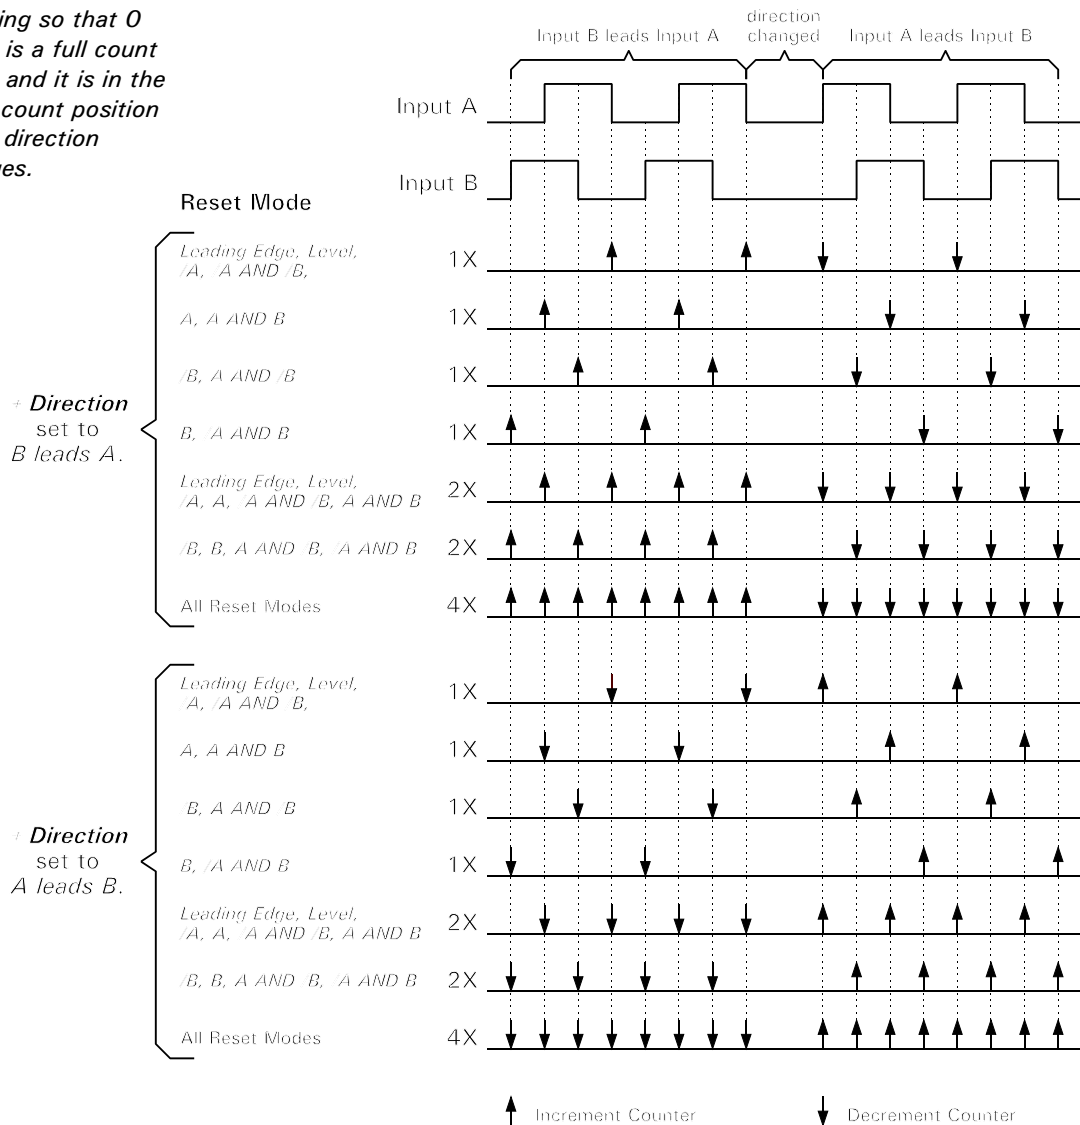 ing so that 0
is a full count
and it is in the
count position
direction
es.
direction
changed
Input B leads Input A
Input A leads Input B
Input A
Input B
Reset Mode
Leading Edge, Level,
/A, A AND /B,
1X
A, A AND B
1X
/B, A AND /B
1X
B, A AND B
1X
Leading Edge, Level,
/A, A, A AND /B, A AND B
2X
/B, B, A AND B, A AND B
2X
All Reset Modes
4X
+ Direction
set to
B leads A.
Leading Edge, Level,
A, /A AND B,
1X
A, A AND B
1X
B, A AND B
1X
B, /A AND B
1X
Leading Edge, Level,
/A, A, A AND /B, A AND B
2X
/B, B, A AND B, A AND B
2X
All Reset Modes
4X
+ Direction
set to
A leads B.
Increment Counter
Decrement Counter